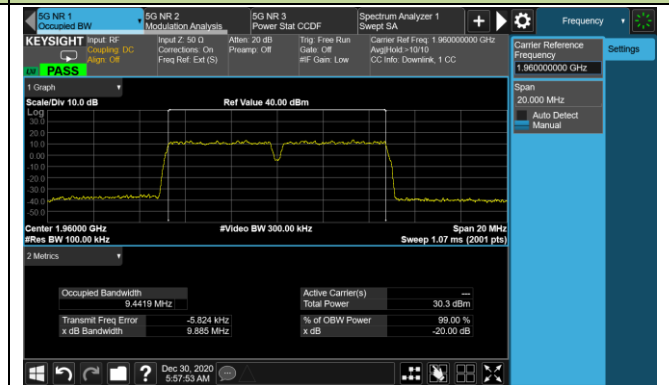 5G NR 1 Occupied BW
5G NR 2 Modulation Analysis
5G NR 3 Power Stat CCDF
Spectrum Analyzer 1 Swept SA
+
Frequency
KEYSIGHT
Input: RF
Coupling: DC
Align: Off
Input Z: 50 Ω
Corrections: On
Freq Ref: Ext (S)
Atten: 20 dB
Preamp: Off
Trig: Free Run
Gate: Off
#IF Gain: Low
Carrier Ref Freq: 1.960000000 GHz
Avg|Hold:>10/10
CC Info: Downlink, 1 CC
PASS
Carrier Reference Frequency
1.960000000 GHz
Settings
Span
20.000 MHz
Auto Detect
Manual
1 Graph
Scale/Div 10.0 dB
Ref Value 40.00 dBm
Log
30.0
20.0
10.0
0.00
-10.0
-20.0
-30.0
-40.0
-50.0
Center 1.96000 GHz
#Video BW 300.00 kHz
Span 20 MHz
#Res BW 100.00 kHz
Sweep 1.07 ms (2001 pts)
2 Metrics
Occupied Bandwidth
9.4419 MHz
Transmit Freq Error -5.824 kHz
x dB Bandwidth 9.885 MHz
Active Carrier(s) ---
Total Power 30.3 dBm
% of OBW Power 99.00 %
x dB -20.00 dB
?
Dec 30, 2020
5:57:53 AM